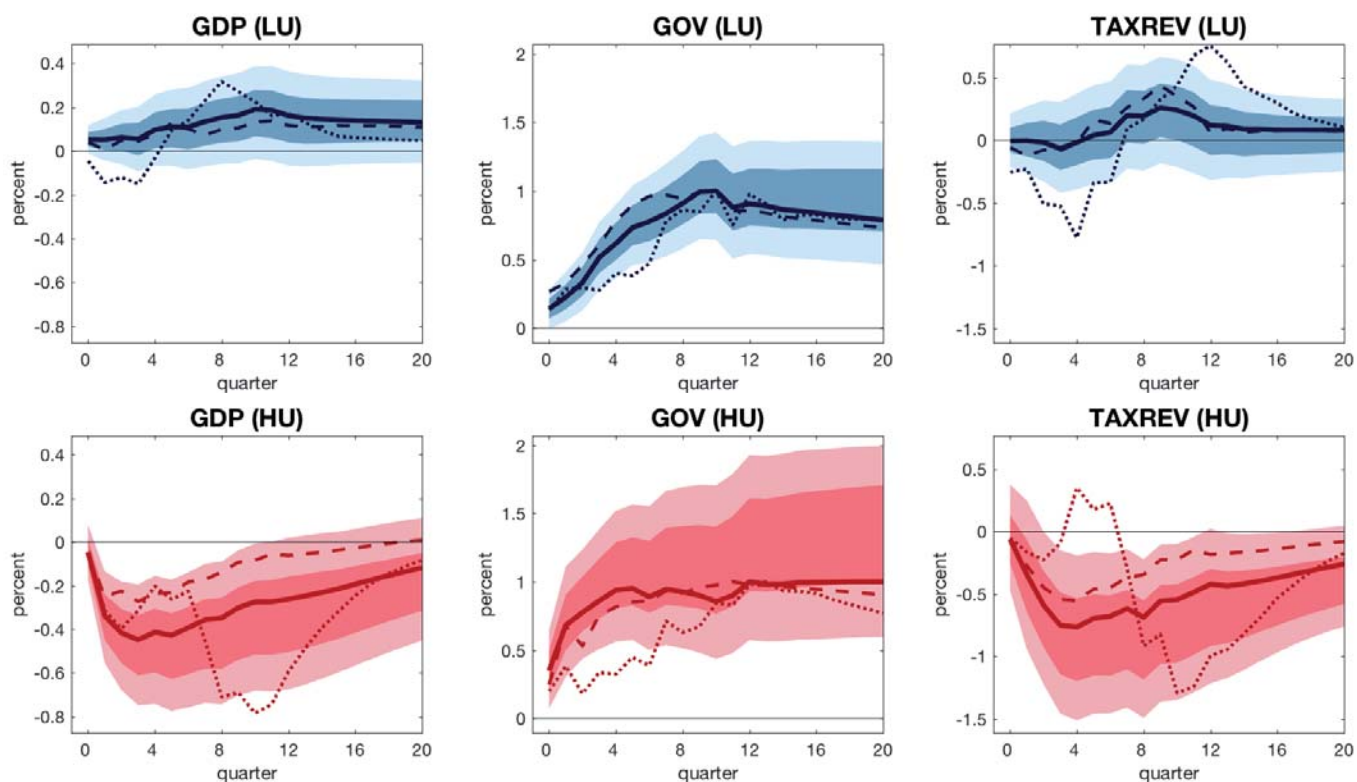 GDP (LU)
percent
0.4
0.2
0
-0.2
-0.4
-0.6
-0.8
0 4 8 12 16 20
quarter
GOV (LU)
percent
2
1.5
1
0.5
0
0 4 8 12 16 20
quarter
TAXREV (LU)
percent
0.5
0
-0.5
-1
-1.5
0 4 8 12 16 20
quarter
GDP (HU)
percent
0.4
0.2
0
-0.2
-0.4
-0.6
-0.8
0 4 8 12 16 20
quarter
GOV (HU)
percent
2
1.5
1
0.5
0
0 4 8 12 16 20
quarter
TAXREV (HU)
percent
0.5
0
-0.5
-1
-1.5
0 4 8 12 16 20
quarter